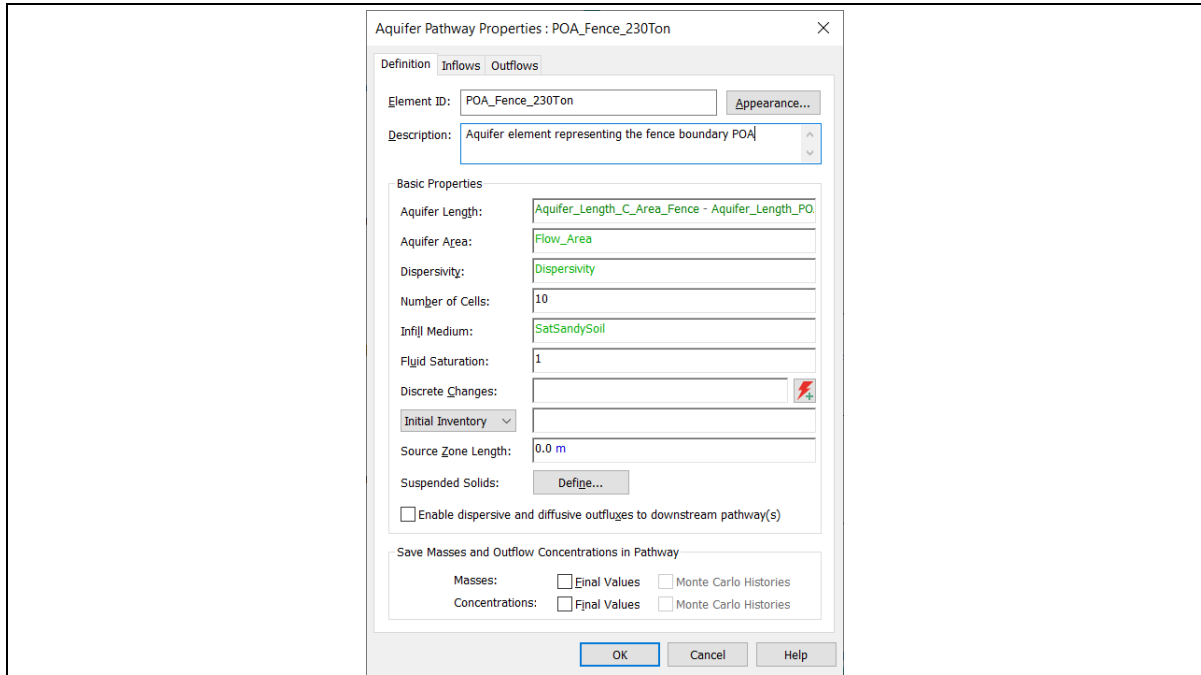 Aquifer Pathway Properties : POA_Fence_230Ton
Definition Inflows Outflows
Element ID: POA_Fence_230Ton Appearance...
Description: Aquifer element representing the fence boundary POA
Basic Properties
Aquifer Length: Aquifer_Length_C_Area_Fence - Aquifer_Length_PO
Aquifer Area: Flow_Area
Dispersivity: Dispersivity
Number of Cells: 10
Infill Medium: SatSandySoil
Fluid Saturation: 1
Discrete Changes:
Initial Inventory
Source Zone Length: 0.0 m
Suspended Solids: Define...
Enable dispersive and diffusive outfluxes to downstream pathway(s)
Save Masses and Outflow Concentrations in Pathway
Masses: Final Values Monte Carlo Histories
Concentrations: Final Values Monte Carlo Histories
OK Cancel Help